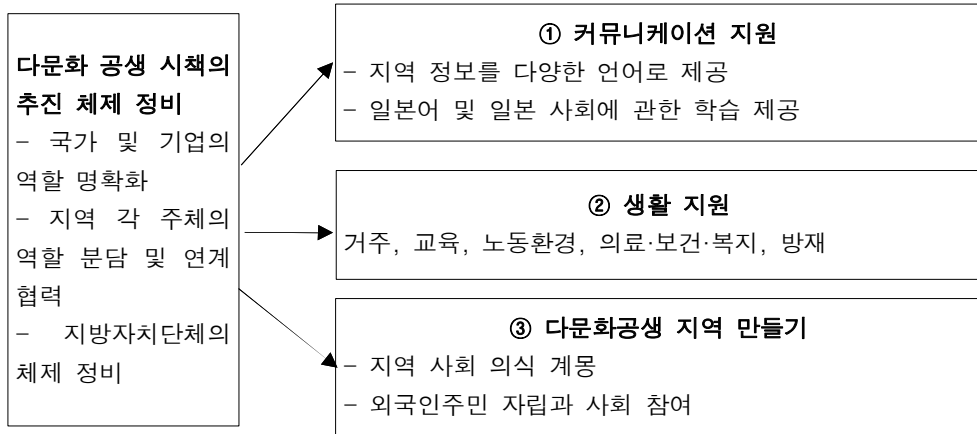 다문화 공생 시책의
추진 체제 정비
– 국가 및 기업의
역할 명확화
– 지역 각 주체의
역할 분담 및 연계
협력
– 지방자치단체의
체제 정비
① 커뮤니케이션 지원
– 지역 정보를 다양한 언어로 제공
– 일본어 및 일본 사회에 관한 학습 제공
② 생활 지원
거주, 교육, 노동환경, 의료·보건·복지, 방재
③ 다문화공생 지역 만들기
– 지역 사회 의식 계몽
– 외국인주민 자립과 사회 참여